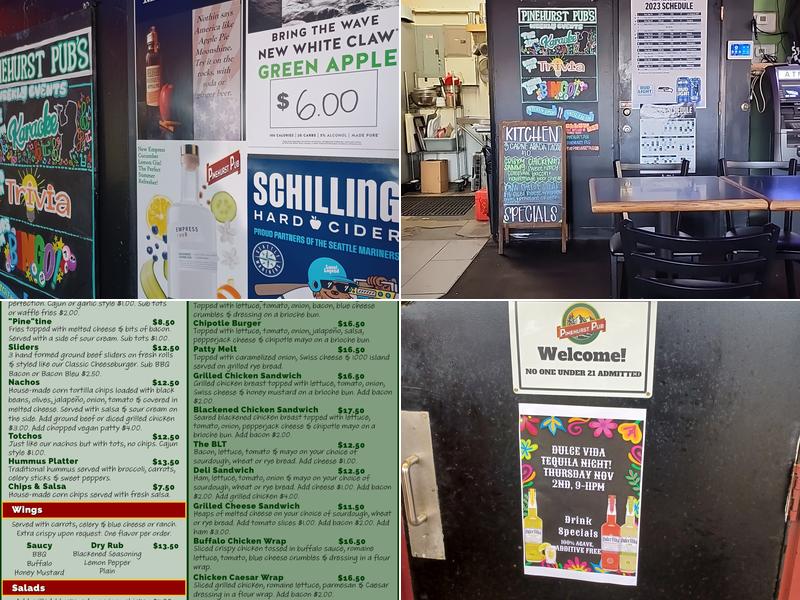 PINEHURST PUB'S
WEEKLY EVENTS
Karaoke
Trivia
BINGO!
Nothin says
America like
Apple Pie
Moonshine.
Try it on the
rocks, with
soda or
ginger beer.
BRING THE WAVE
NEW WHITE CLAW
GREEN APPLE
$6.00
100 CALORIES | 2G CARBS | 5% ALCOHOL | MADE PURE
New Empress
Cucumber
Lemon Gin!
The Perfect
Summer
Refresher!
PINEHURST PUB
EMPRESS
SCHILLING
HARD CIDER
PROUD PARTNERS OF THE SEATTLE MARINERS
PINEHURST PUB'S
WEEKLY EVENTS
Karaoke
Trivia
BINGO!
2023 SCHEDULE
BUD LIGHT
SCHEDULE
ATM
KITCHEN
SPECIALS
perfection. Cajun or garlic style $1.00. Sub tots
or waffle fries $2.00.
"Pine"tine $8.50
Fries topped with melted cheese & bits of bacon.
Served with a side of sour cream. Sub tots $1.00.
Sliders $12.50
3 hand formed ground beef sliders on fresh rolls
& styled like our Classic Cheeseburger. Sub BBQ
Bacon or Bacon Bleu $2.50.
Nachos $12.50
House-made corn tortilla chips loaded with black
beans, olives, jalapeño, onion, tomato & covered in
melted cheese. Served with salsa & sour cream on
the side. Add ground beef or diced grilled chicken
$3.00. Add chopped vegan patty $4.00.
Totchos $12.50
Just like our nachos but with tots, no chips. Cajun
style $1.00.
Hummus Platter $13.50
Traditional hummus served with broccoli, carrots,
celery sticks & sweet peppers.
Chips & Salsa $7.50
House-made corn chips served with fresh salsa.
Wings
Served with carrots, celery & blue cheese or ranch.
Extra crispy upon request. One flavor per order.
Saucy Dry Rub $13.50
BBQ Blackened Seasoning
Buffalo Lemon Pepper
Honey Mustard Plain
Salads
Topped with lettuce, tomato, onion, bacon, blue cheese
crumbles & dressing on a brioche bun.
Chipotle Burger $16.50
Topped with lettuce, tomato, onion, jalapeño, salsa,
pepperjack cheese & chipotle mayo on a brioche bun.
Patty Melt $16.50
Topped with caramelized onion, Swiss cheese & 1000 island
served on grilled rye bread.
Grilled Chicken Sandwich $16.50
Grilled chicken breast topped with lettuce, tomato, onion,
Swiss cheese & honey mustard on a brioche bun. Add bacon
$2.00.
Blackened Chicken Sandwich $17.50
Seared blackened chicken breast topped with lettuce,
tomato, onion, pepperjack cheese & chipotle mayo on a
brioche bun. Add bacon $2.00.
The BLT $12.50
Bacon, lettuce, tomato & mayo on your choice of
sourdough, wheat or rye bread. Add cheese $1.00.
Deli Sandwich $12.50
Ham, lettuce, tomato, onion & mayo on your choice of
sourdough, wheat or rye bread. Add cheese $1.00. Add bacon
$2.00. Add grilled chicken $4.00.
Grilled Cheese Sandwich $11.50
Heaps of melted cheese on your choice of sourdough, wheat
or rye bread. Add tomato slices $1.00. Add bacon $2.00. Add
ham $3.00.
Buffalo Chicken Wrap $16.50
Sliced crispy chicken tossed in buffalo sauce, romaine
lettuce, tomato, blue cheese crumbles & dressing in a flour
wrap. Add bacon $2.00.
Chicken Caesar Wrap $16.50
Sliced grilled chicken, romaine lettuce, parmesan & Caesar
dressing in a flour wrap. Add bacon $2.00.
PINEHURST PUB
Welcome!
NO ONE UNDER 21 ADMITTED
DULCE VIDA
TEQUILA NIGHT!
THURSDAY NOV
2ND, 9-11PM
Drink
Specials
100% AGAVE,
ADDITIVE FREE